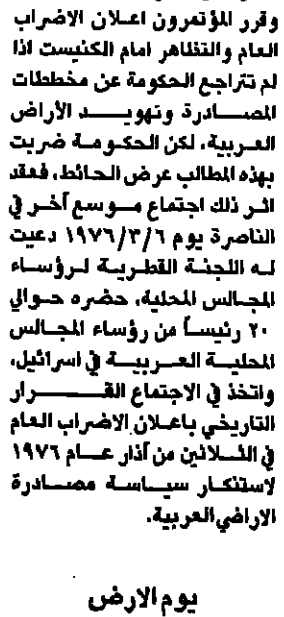 وقرر المؤتمرون اعلان الاضراب
العام والتظاهر امام الكنيست اذا
لم تتراجع الحكومة عن مخططات
المصادرة وتهويد الأراض
العربية، لكن الحكومة ضربت
بهذه المطالب عرض الحائط، فعقد
اثر ذلك اجتماع موسع آخر في
الناصرة يوم ١٩٧٦/٣/٦ دعيت
له اللجنة القطرية لرؤساء
المجالس المحلية، حضره حوالي
٢٠ رئيساً من رؤساء المجالس
المحلية العربية في اسرائيل،
واتخذ في الاجتماع القرار
التاريخي باعلان الاضراب العام
في الثلاثين من آذار عام ١٩٧٦
لاستنكار سياسة مصادرة
الاراضي العربية.
يوم الارض